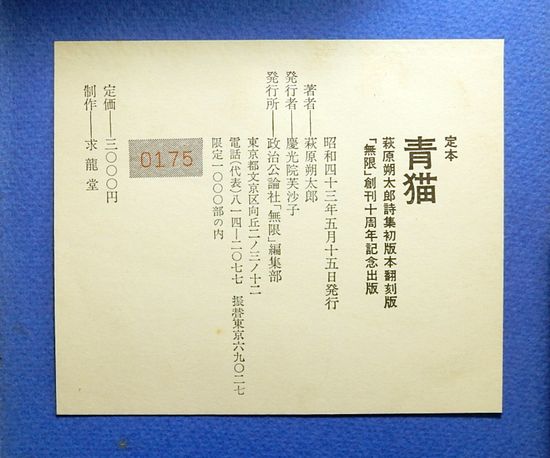 定本
青猫
萩原朔太郎詩集初版本翻刻版
「無限」創刊十周年記念出版
昭和四十三年五月十五日発行
著者――萩原朔太郎
発行者――慶光院芙沙子
発行所――政治公論社「無限」編集部
東京都文京区向丘二ノ三ノ十二
電話(代表)八一四―二〇七七 振替東京六九〇二七
限定一〇〇〇部の内
0175
定価――三〇〇〇円
制作――求龍堂